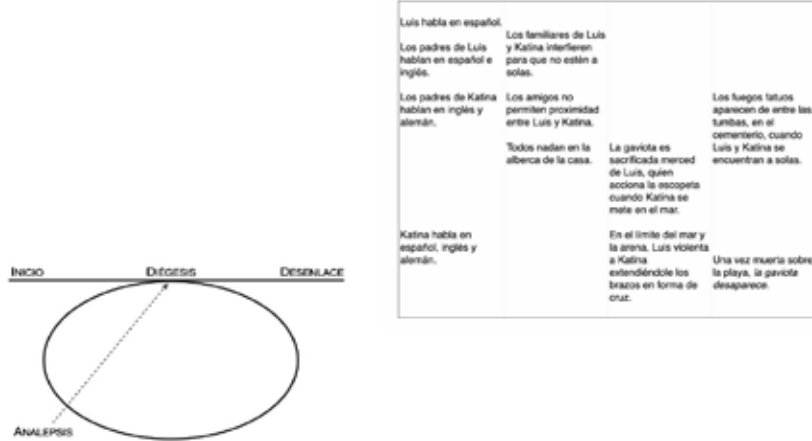 Luis habla en español.
Los padres de Luis
hablan en español e
inglés.
Los padres de Katina
hablan en inglés y
alemán.
Katina habla en
español, inglés y
alemán.
Los familiares de Luis
y Katina interfieren
para que no estén a
solas.
Los amigos no
permiten proximidad
entre Luis y Katina.
Todos nadan en la
alberca de la casa.
La gaviota es
sacrificada merced
de Luis, quien
acciona la escopeta
cuando Katina se
mete en el mar.
En el límite del mar y
la arena, Luis violenta
a Katina
extendiéndole los
brazos en forma de
cruz.
Los fuegos fatuos
aparecen de entre las
tumbas, en el
cementerio, cuando
Luis y Katina se
encuentran a solas.
Una vez muerta sobre
la playa, la gaviota
desaparece.
INICIO DIÉGESIS DESENLACE
ANALEPSIS